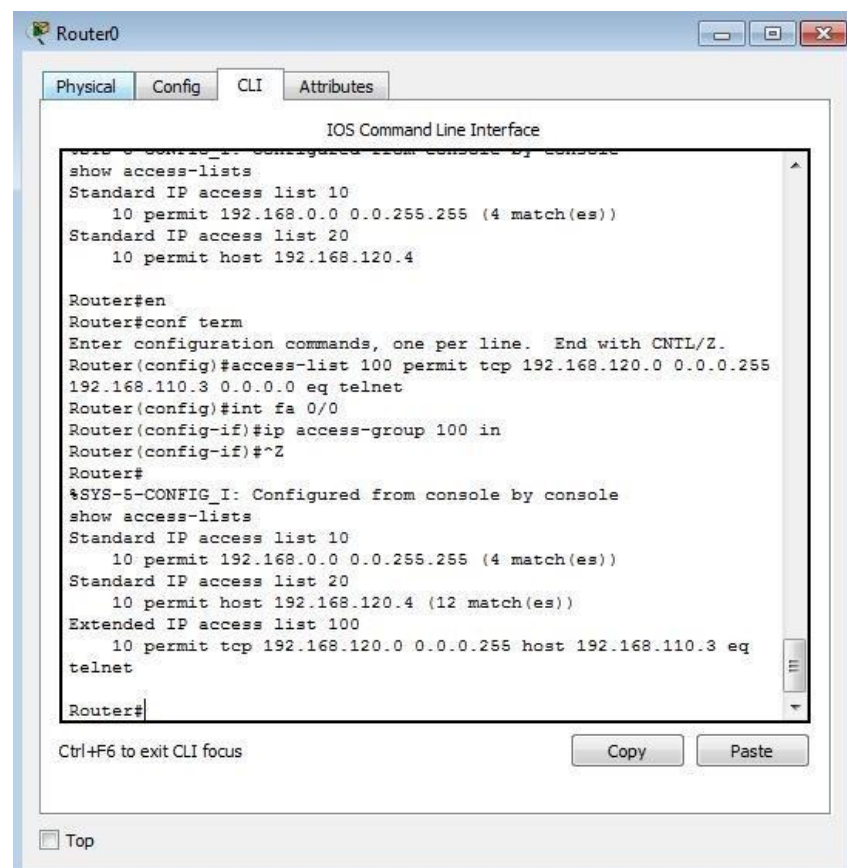 Router0
Physical Config CLI Attributes
IOS Command Line Interface
%SYS-5-CONFIG_I: Configured from console by console
show access-lists
Standard IP access list 10
10 permit 192.168.0.0 0.0.255.255 (4 match(es))
Standard IP access list 20
10 permit host 192.168.120.4
Router#en
Router#conf term
Enter configuration commands, one per line. End with CNTL/Z.
Router(config)#access-list 100 permit tcp 192.168.120.0 0.0.0.255
192.168.110.3 0.0.0.0 eq telnet
Router(config)#int fa 0/0
Router(config-if)#ip access-group 100 in
Router(config-if)#^Z
Router#
%SYS-5-CONFIG_I: Configured from console by console
show access-lists
Standard IP access list 10
10 permit 192.168.0.0 0.0.255.255 (4 match(es))
Standard IP access list 20
10 permit host 192.168.120.4 (12 match(es))
Extended IP access list 100
10 permit tcp 192.168.120.0 0.0.0.255 host 192.168.110.3 eq
telnet
Router#
Ctrl+F6 to exit CLI focus
Copy Paste
Top